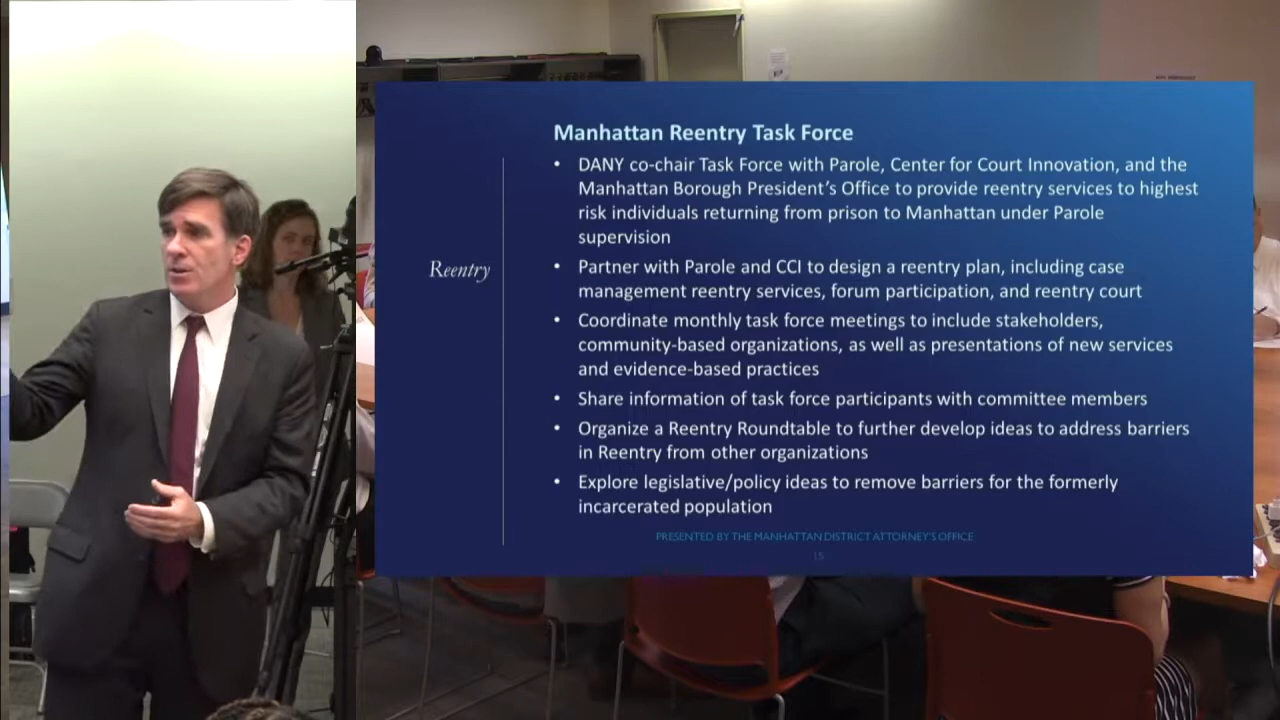 Manhattan Reentry Task Force
• DANY co-chair Task Force with Parole, Center for Court Innovation, and the
Manhattan Borough President's Office to provide reentry services to highest
risk individuals returning from prison to Manhattan under Parole
supervision
Reentry
• Partner with Parole and CCI to design a reentry plan, including case
management reentry services, forum participation, and reentry court
• Coordinate monthly task force meetings to include stakeholders,
community-based organizations, as well as presentations of new services
and evidence-based practices
• Share information of task force participants with committee members
• Organize a Reentry Roundtable to further develop ideas to address barriers
in Reentry from other organizations
• Explore legislative/policy ideas to remove barriers for the formerly
incarcerated population
PRESENTED BY THE MANHATTAN DISTRICT ATTORNEY'S OFFICE
15